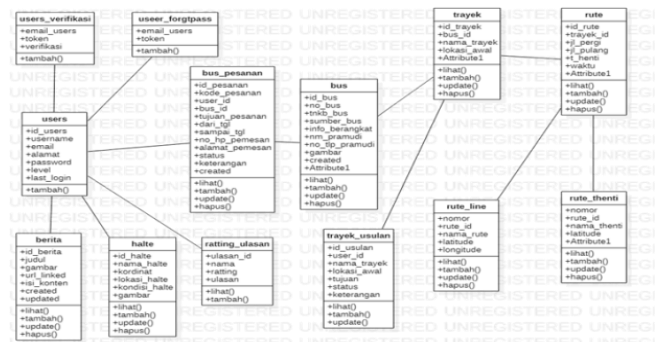 users_verifikasi
+email_users
+token
+verifikasi
+tambah()
useer_forgtpass
+email_users
+token
+tambah()
users
+id_users
+username
+email
+alamat
+password
+level
+last_login
+tambah()
bus_pesanan
+id_pesanan
+kode_pesanan
+user_id
+bus_id
+tujuan_pesanan
+dari_tgl
+sampai_tgl
+no_hp_pemesan
+alamat_pemesan
+status
+keterangan
+created
+lihat()
+tambah()
+update()
+hapus()
bus
+id_bus
+no_bus
+tnkb_bus
+sumber_bus
+info_berangkat
+nm_pramudi
+no_tlp_pramudi
+gambar
+created
+Attribute1
+lihat()
+tambah()
+update()
+hapus()
trayek
+id_trayek
+bus_id
+nama_trayek
+lokasi_awal
+Attribute1
+lihat()
+tambah()
+update()
+hapus()
rute
+id_rute
+trayek_id
+jl_pergi
+jl_pulang
+t_henti
+waktu
+Attribute1
+lihat()
+tambah()
+update()
+hapus()
berita
+id_berita
+judul
+gambar
+url_linked
+isi_konten
+created
+updated
+lihat()
+tambah()
+update()
+hapus()
halte
+id_halte
+nama_halte
+kordinat
+lokasi_halte
+kondisi_halte
+gambar
+lihat()
+tambah()
+update()
+hapus()
ratting_ulasan
+ulasan_id
+nama
+ratting
+ulasan
+lihat()
+tambah()
trayek_usulan
+id_usulan
+user_id
+nama_trayek
+lokasi_awal
+tujuan
+status
+keterangan
+lihat()
+tambah()
+update()
rute_line
+nomor
+rute_id
+nama_rute
+latitude
+longitude
+lihat()
+tambah()
+update()
+hapus()
rute_thenti
+nomor
+rute_id
+nama_thenti
+latitude
+Attribute1
+lihat()
+tambah()
+update()
+hapus()
UNREGISTERED